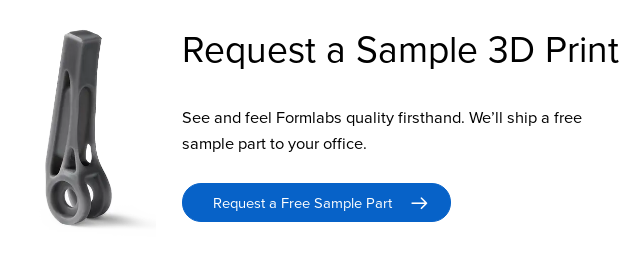 Request a Sample 3D Print
See and feel Formlabs quality firsthand. We’ll ship a free
sample part to your office.
Request a Free Sample Part